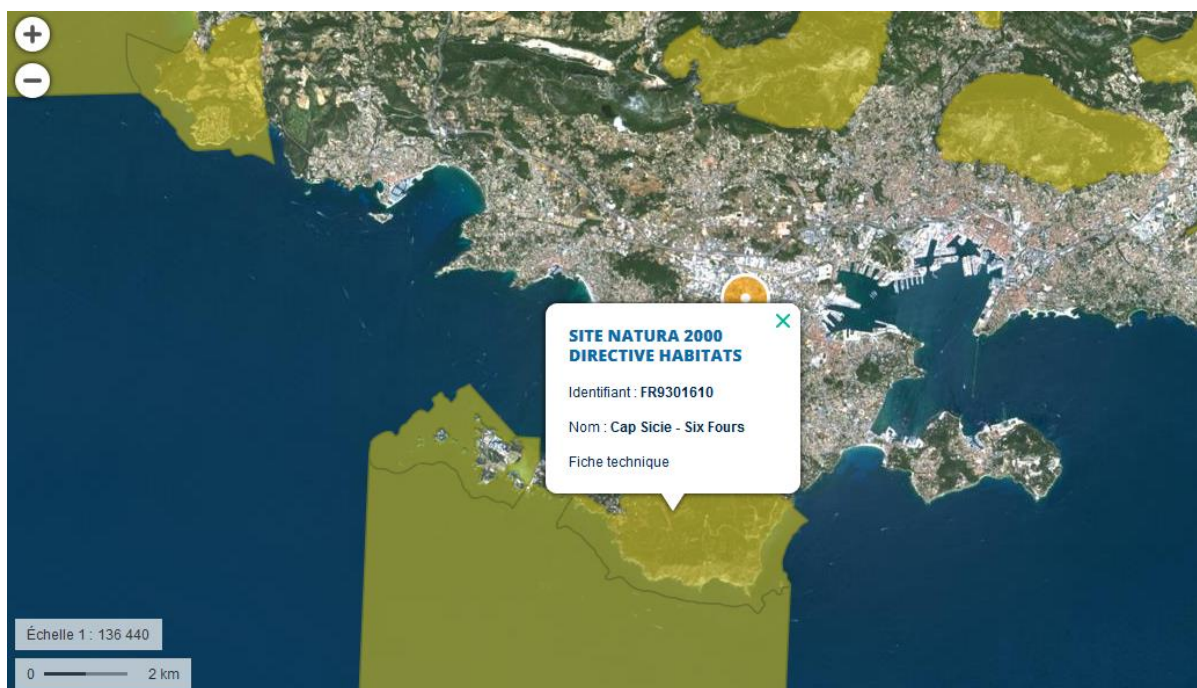 +
−
SITE NATURA 2000
DIRECTIVE HABITATS
Identifiant : FR9301610
Nom : Cap Sicie - Six Fours
Fiche technique
Échelle 1 : 136 440
0 2 km